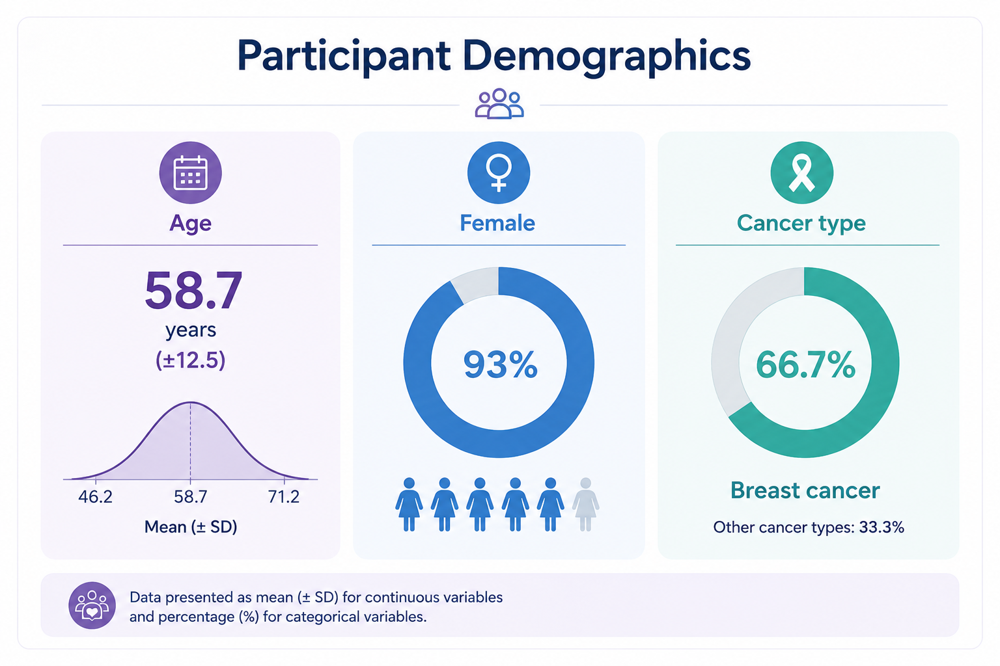 Participant Demographics
Age
58.7
years
(±12.5)
46.2 58.7 71.2
Mean (± SD)
Female
93%
Cancer type
66.7%
Breast cancer
Other cancer types: 33.3%
Data presented as mean (± SD) for continuous variables
and percentage (%) for categorical variables.